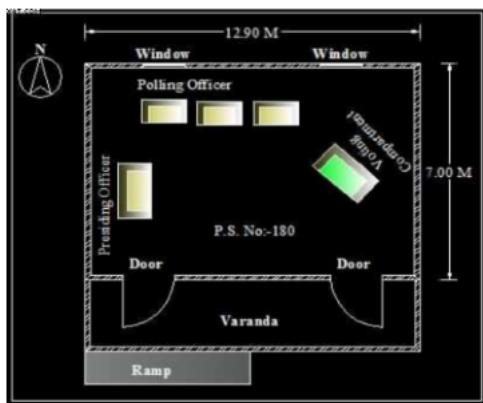 12.90 M
N
Window
Window
Polling Officer
Voting
Compartment
7.00 M
Presiding Officer
P.S. No:-180
Door
Door
Varanda
Ramp